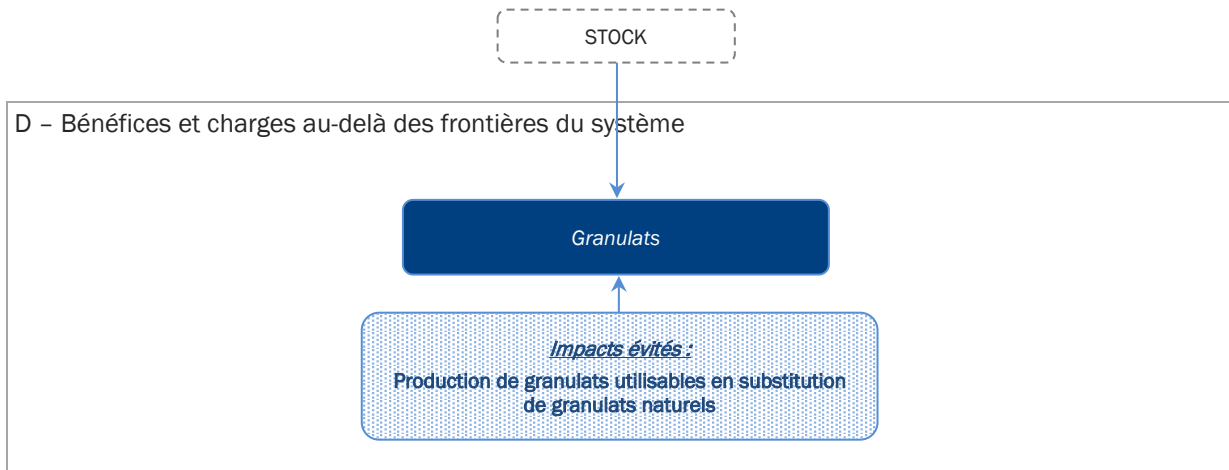 STOCK
D – Bénéfices et charges au-delà des frontières du système
Granulats
Impacts évités :
Production de granulats utilisables en substitution
de granulats naturels